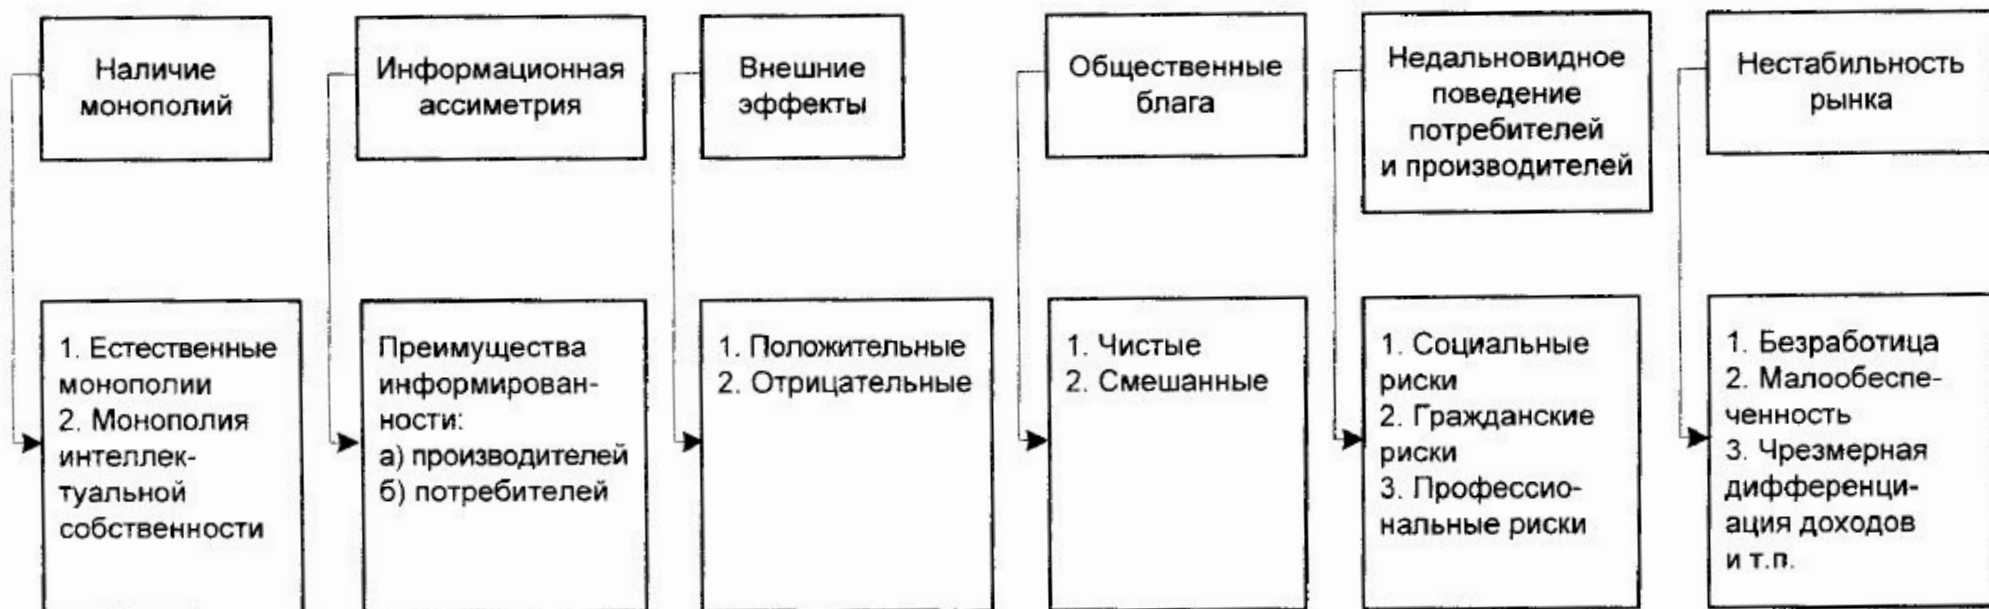 Наличие
монополий
Информационная
ассиметрия
Внешние
эффекты
Общественные
блага
Недальновидное
поведение
потребителей
и производителей
Нестабильность
рынка
1. Естественные
монополии
2. Монополия
интеллек-
туальной
собственности
Преимущества
информирован-
ности:
а) производителей
б) потребителей
1. Положительные
2. Отрицательные
1. Чистые
2. Смешанные
1. Социальные
риски
2. Гражданские
риски
3. Профессио-
нальные риски
1. Безработица
2. Малообеспе-
ченность
3. Чрезмерная
дифференци-
ация доходов
и т.п.